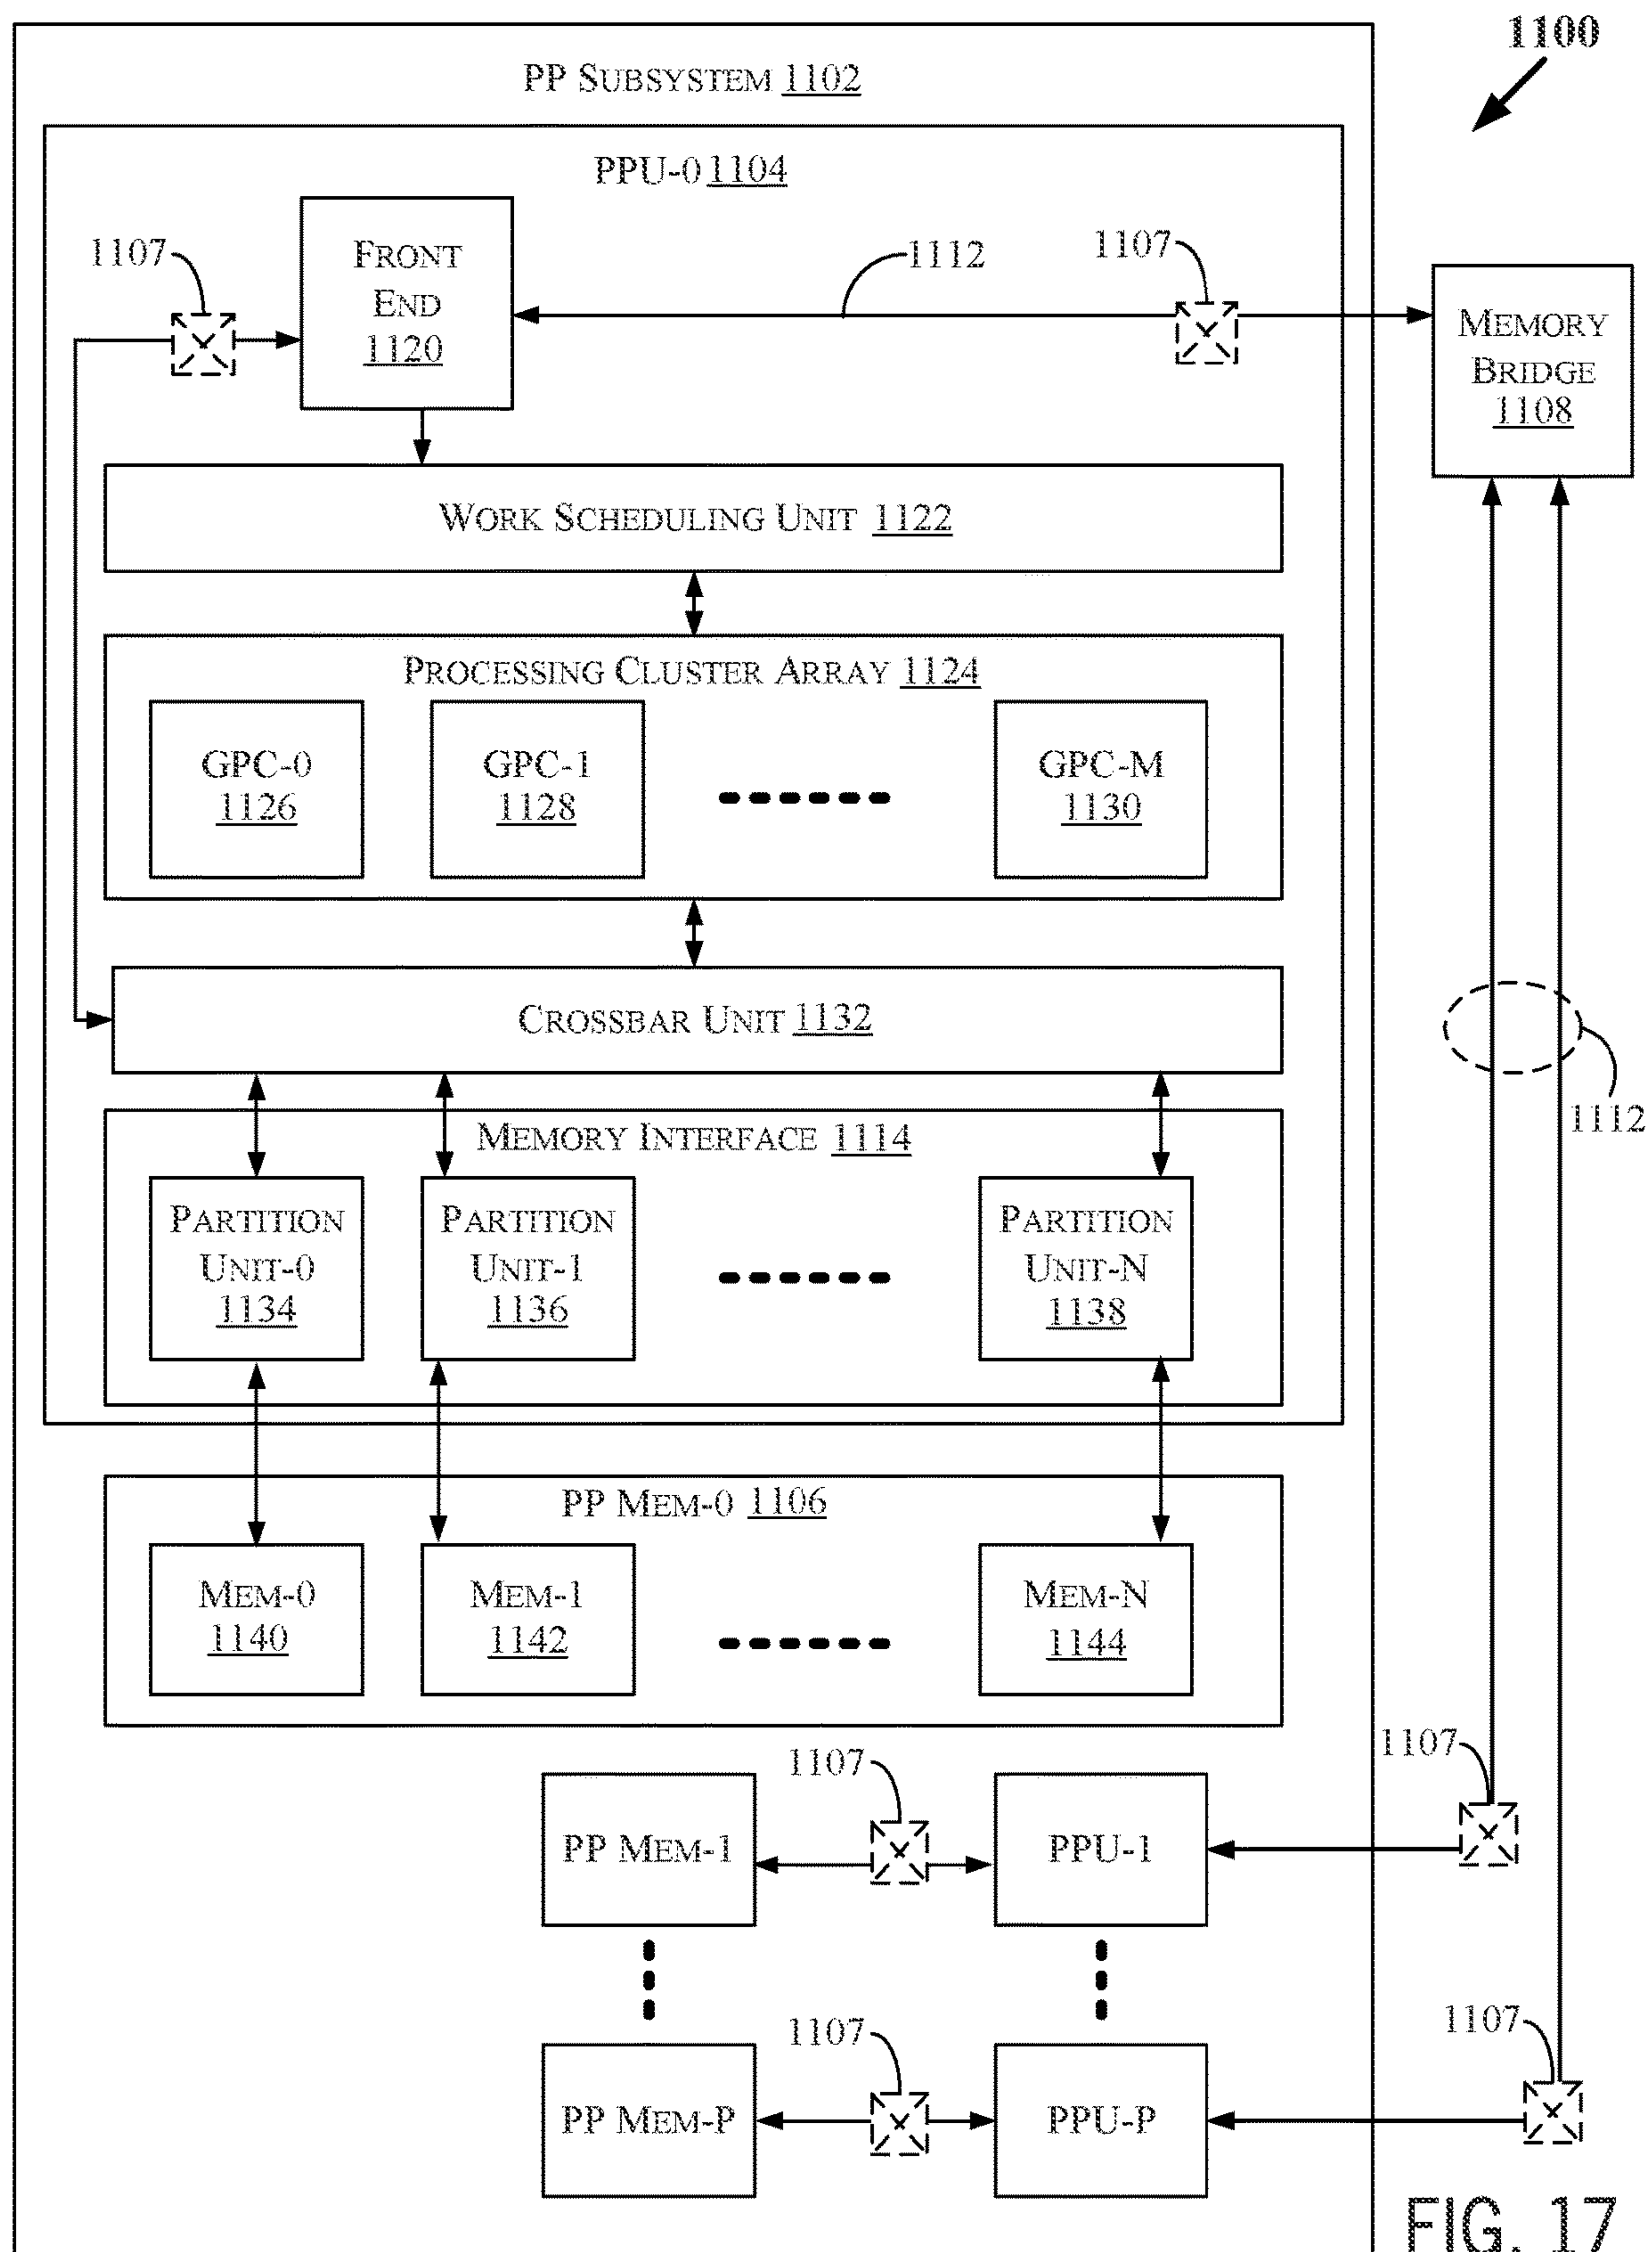 1100
PP SUBSYSTEM 1102
PPU-0 1104
1107
FRONT
END
1120
1112
1107
MEMORY
BRIDGE
1108
WORK SCHEDULING UNIT 1122
PROCESSING CLUSTER ARRAY 1124
GPC-0
1126
GPC-1
1128
GPC-M
1130
CROSSBAR UNIT 1132
1112
MEMORY INTERFACE 1114
PARTITION
UNIT-0
1134
PARTITION
UNIT-1
1136
PARTITION
UNIT-N
1138
PP MEM-0 1106
MEM-0
1140
MEM-1
1142
MEM-N
1144
1107
1107
PP MEM-1
PPU-1
1107
1107
PP MEM-P
PPU-P
FIG. 17